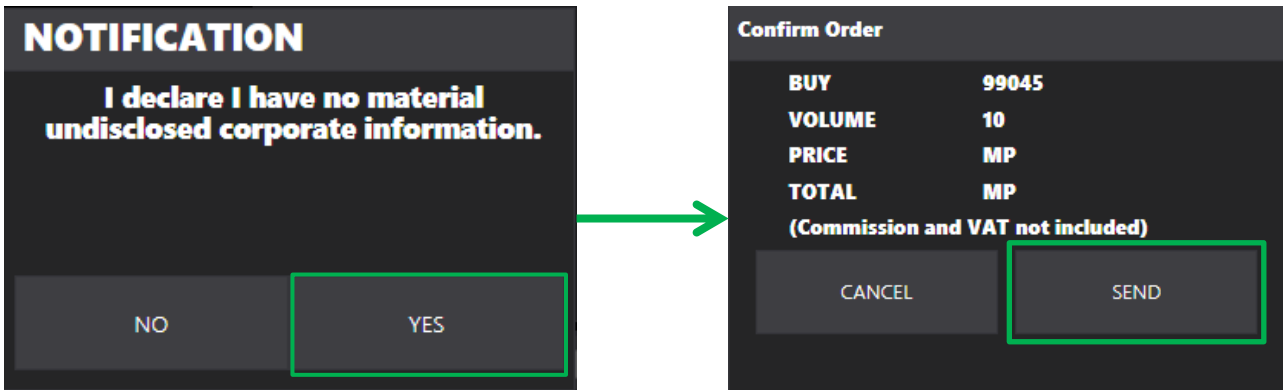 NOTIFICATION
I declare I have no material
undisclosed corporate information.
NO YES
Confirm Order
BUY 99045
VOLUME 10
PRICE MP
TOTAL MP
(Commission and VAT not included)
CANCEL SEND